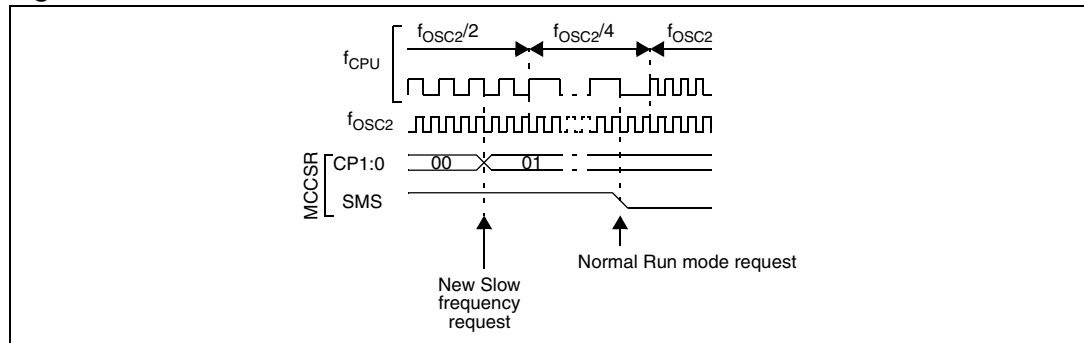 fOSC2/2 fOSC2/4 fOSC2
fCPU
fOSC2
MCCSR
CP1:0 00 01
SMS
New Slow
frequency
request
Normal Run mode request